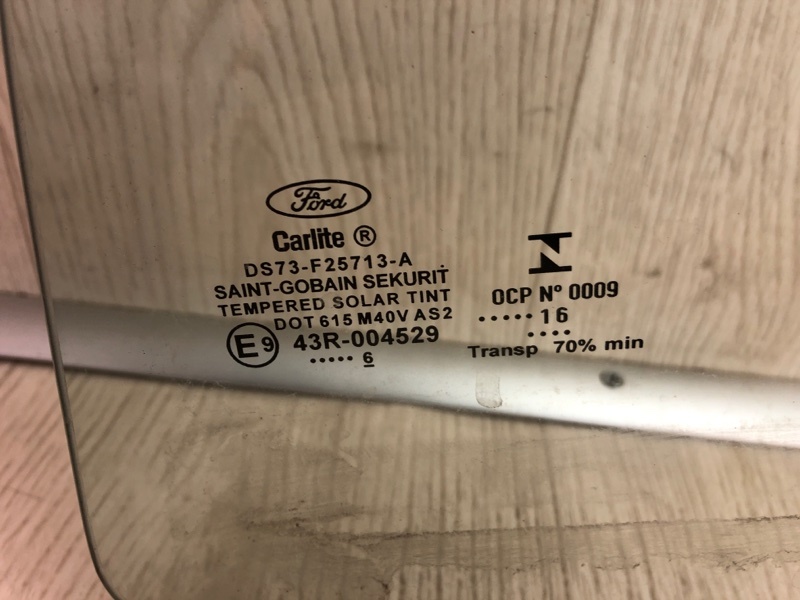 Ford
Carlite ®
DS73-F25713-A
SAINT-GOBAIN SEKURIT
TEMPERED SOLAR TINT
DOT 615 M40V AS2
E9 43R-004529
••••• 6
OCP Nº 0009
••••• 16
••••
Transp 70% min